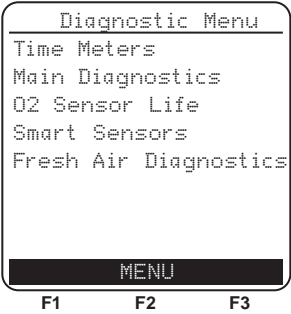 Diagnostic Menu
Time Meters
Main Diagnostics
O2 Sensor Life
Smart Sensors
Fresh Air Diagnostics
MENU
F1 F2 F3